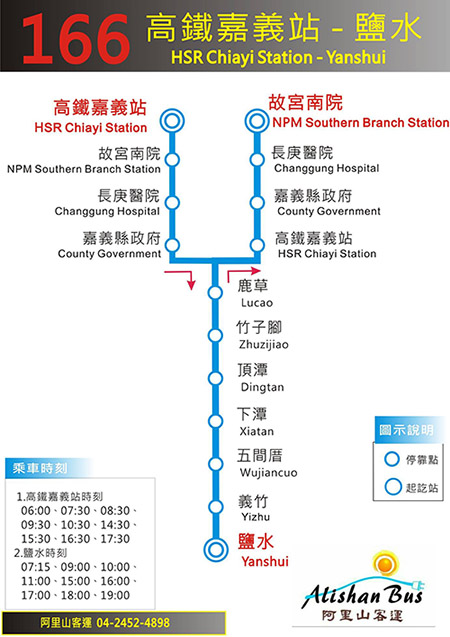 166
高鐵嘉義站 - 鹽水
HSR Chiayi Station - Yanshui
高鐵嘉義站
HSR Chiayi Station
故宮南院
NPM Southern Branch Station
長庚醫院
Changgung Hospital
嘉義縣政府
County Government
故宮南院
NPM Southern Branch Station
長庚醫院
Changgung Hospital
嘉義縣政府
County Government
高鐵嘉義站
HSR Chiayi Station
鹿草
Lucao
竹子腳
Zhuzijiao
頂潭
Dingtan
下潭
Xiatan
五間厝
Wujiancuo
義竹
Yizhu
鹽水
Yanshui
圖示說明
停靠點
起訖站
乘車時刻
1.高鐵嘉義站時刻
06:00、07:30、08:30、
09:30、10:30、14:30、
15:30、16:30、17:30
2.鹽水時刻
07:15、09:00、10:00、
11:00、15:00、16:00、
17:00、18:00、19:00
阿里山客運 04-2452-4898
Alishan Bus
阿里山客運